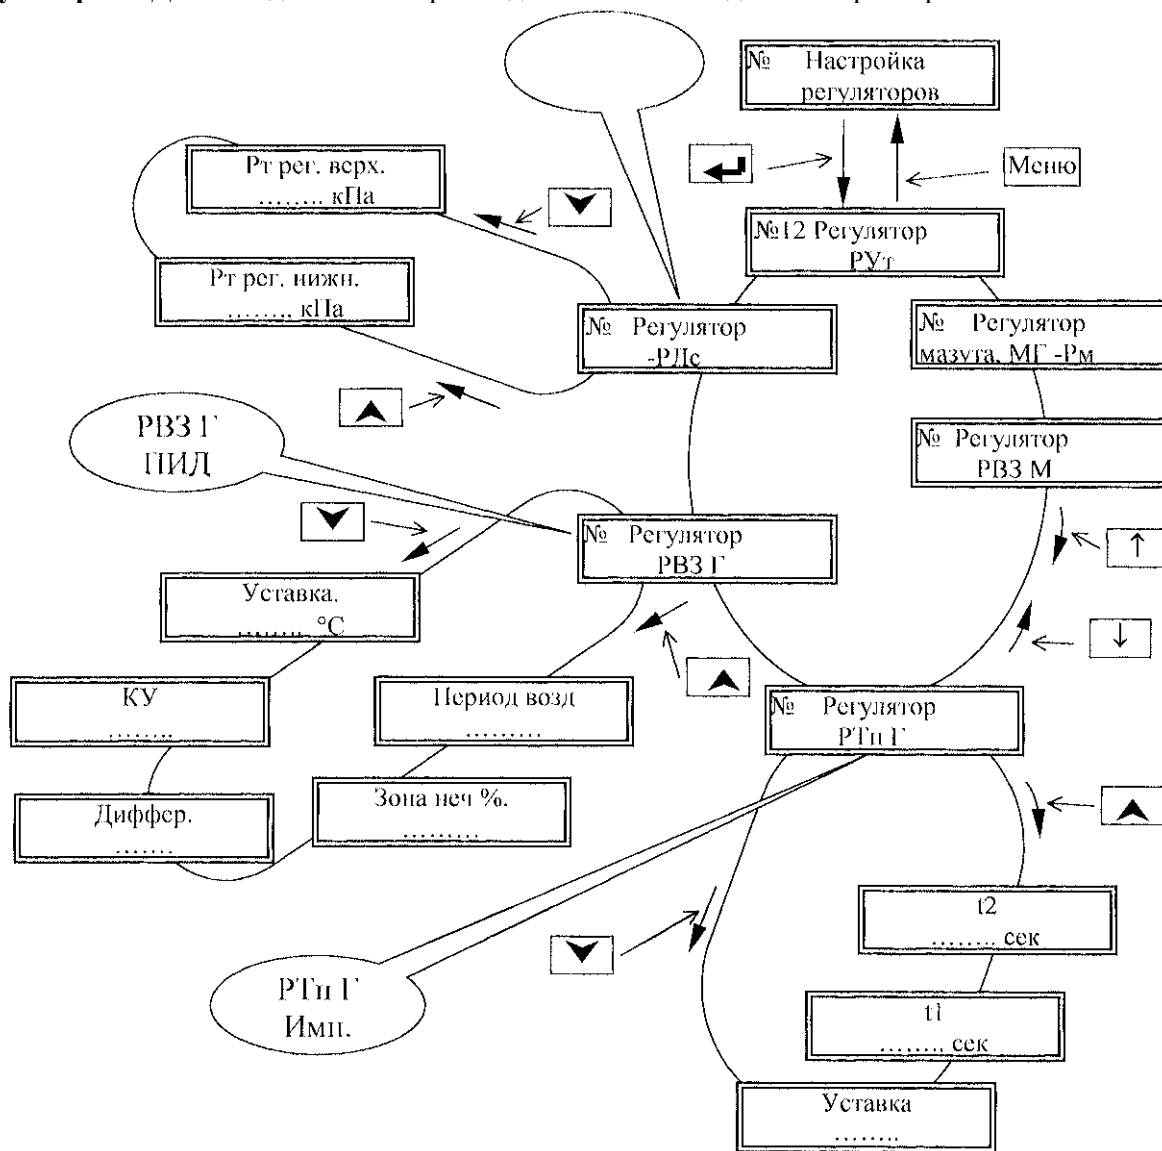 № Настройка
регуляторов
Меню
Рт рег. верх.
........ кПа
№12 Регулятор
РУт
Рт рег. нижн.
........ кПа
№ Регулятор
-РДс
№ Регулятор
мазута, МГ -Рм
РВЗ Г
ПИД
№ Регулятор
РВЗ М
№ Регулятор
РВЗ Г
↑
Уставка.
........ °С
↓
КУ
........
Период возд
.........
№ Регулятор
РТп Г
Диффер.
.......
Зона неч %.
.........
t2
........ сек
РТп Г
Имп.
t1
........ сек
Уставка
........